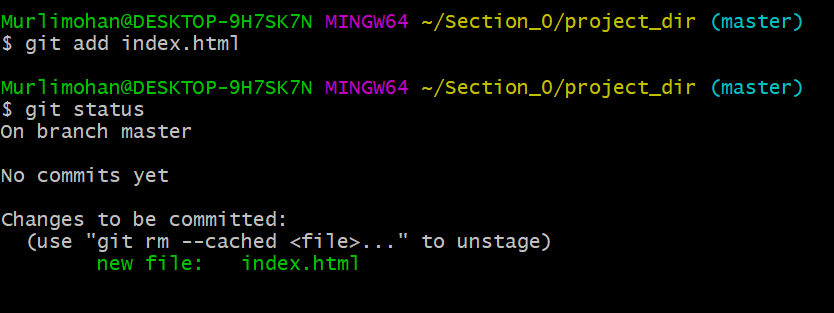 Murlimohan@DESKTOP-9H7SK7N MINGW64 ~/Section_0/project_dir (master)
$ git add index.html
Murlimohan@DESKTOP-9H7SK7N MINGW64 ~/Section_0/project_dir (master)
$ git status
On branch master
No commits yet
Changes to be committed:
  (use "git rm --cached <file>..." to unstage)
        new file:   index.html